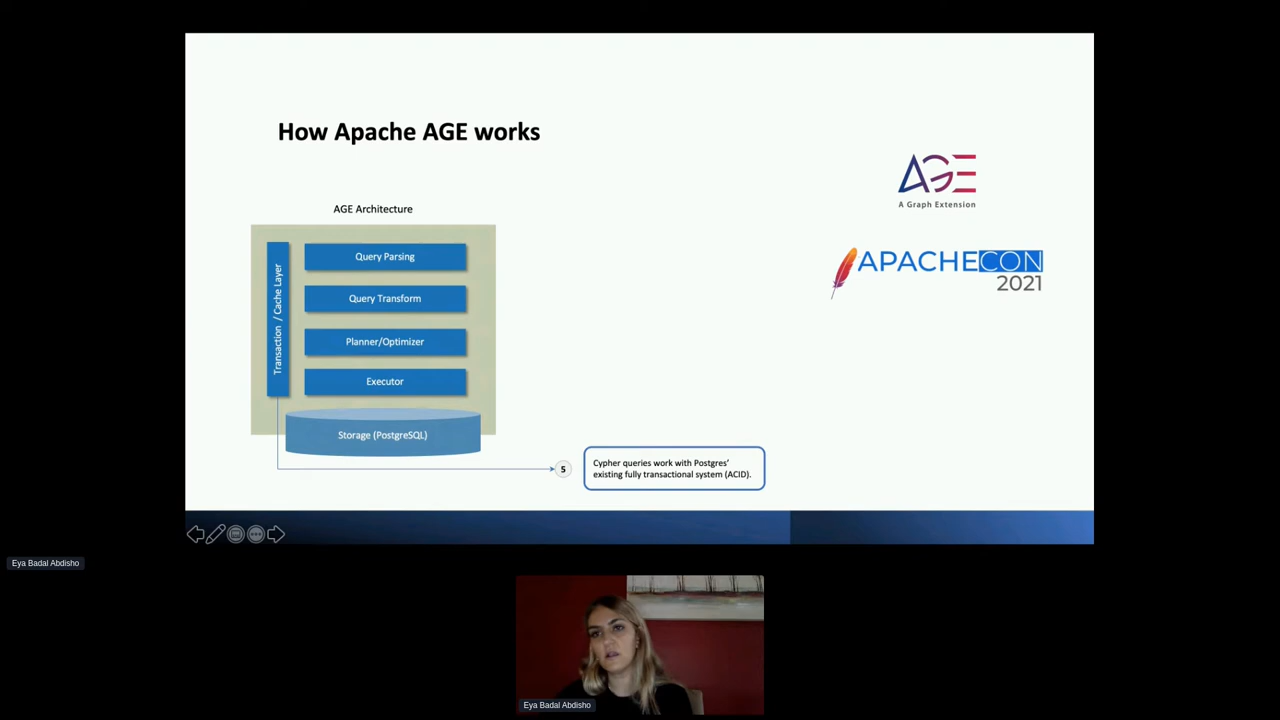 How Apache AGE works
AGE
A Graph Extension
AGE Architecture
APACHECON
2021
Transaction / Cache Layer
Query Parsing
Query Transform
Planner/Optimizer
Executor
Storage (PostgreSQL)
5
Cypher queries work with Postgres'
existing fully transactional system (ACID).
Eya Badal Abdisho
Eya Badal Abdisho